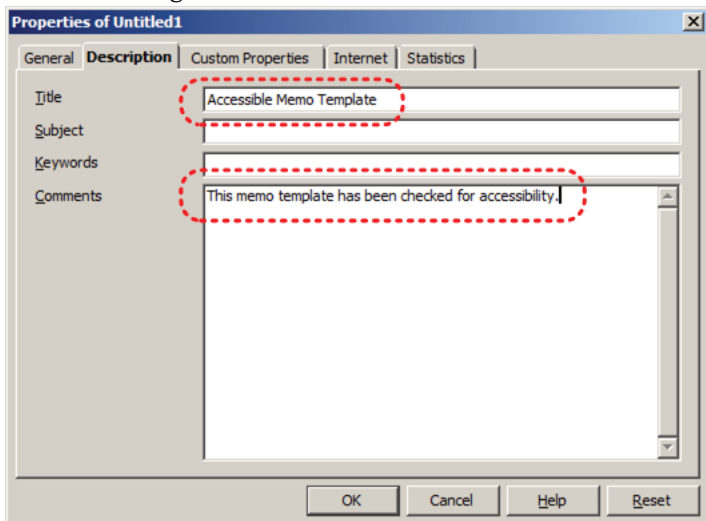 Properties of Untitled1
General Description Custom Properties Internet Statistics
Title Accessible Memo Template
Subject
Keywords
Comments This memo template has been checked for accessibility.
OK Cancel Help Reset